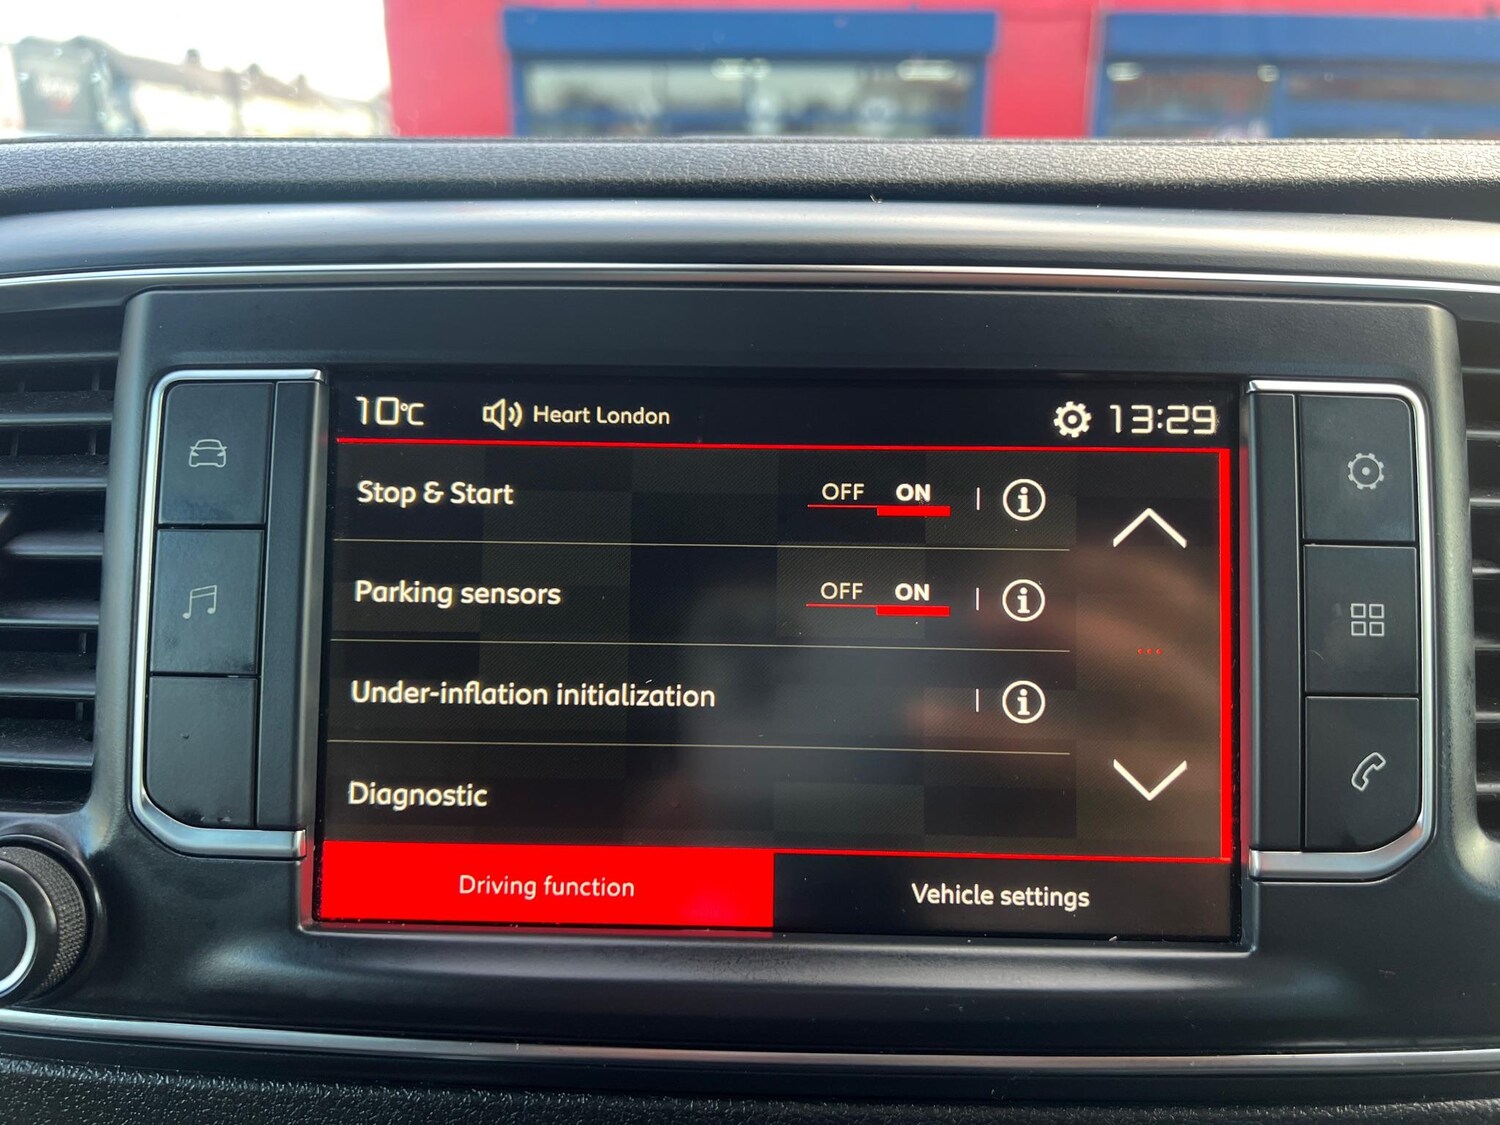 10°C Heart London 13:29
Stop & Start OFF ON i
Parking sensors OFF ON i
Under-inflation initialization i
Diagnostic
Driving function Vehicle settings